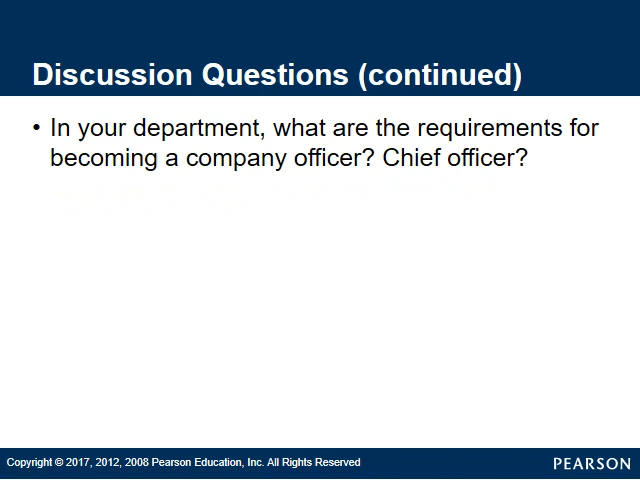 Discussion Questions (continued)
• In your department, what are the requirements for
becoming a company officer? Chief officer?
Copyright © 2017, 2012, 2008 Pearson Education, Inc. All Rights Reserved
PEARSON